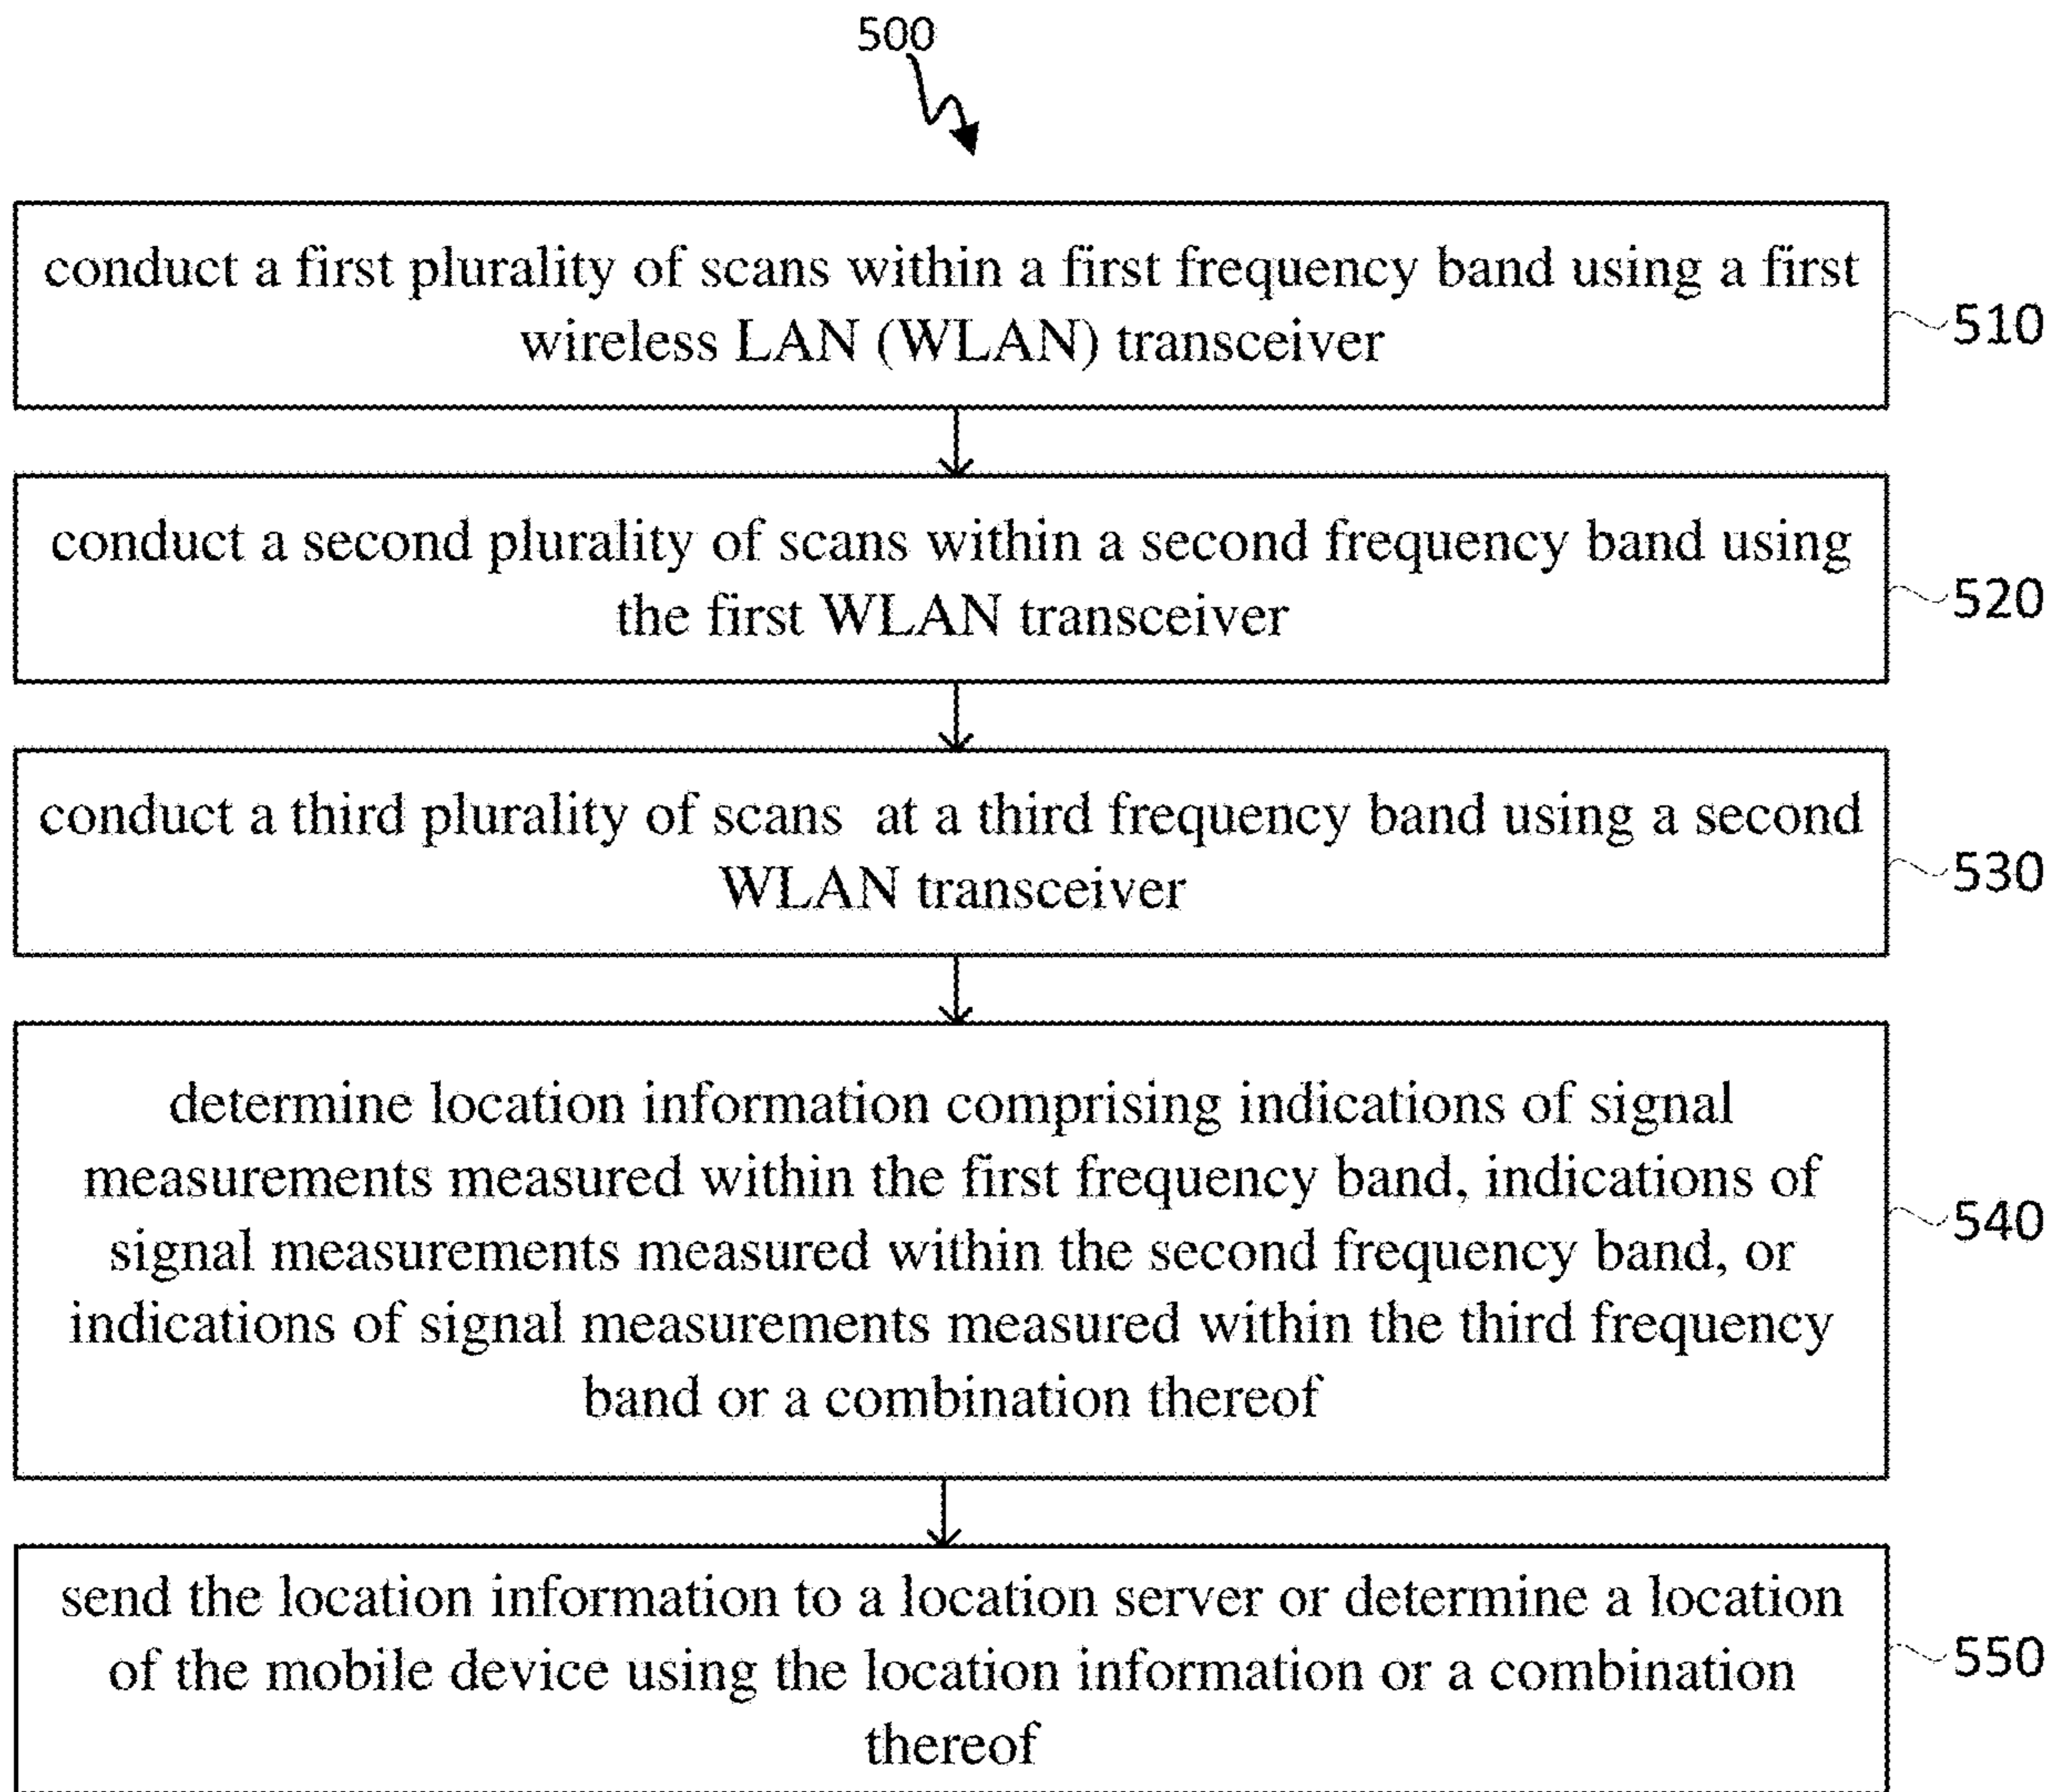 500
conduct a first plurality of scans within a first frequency band using a first
wireless LAN (WLAN) transceiver
510
conduct a second plurality of scans within a second frequency band using
the first WLAN transceiver
520
conduct a third plurality of scans at a third frequency band using a second
WLAN transceiver
530
determine location information comprising indications of signal
measurements measured within the first frequency band, indications of
signal measurements measured within the second frequency band, or
indications of signal measurements measured within the third frequency
band or a combination thereof
540
send the location information to a location server or determine a location
of the mobile device using the location information or a combination
thereof
550